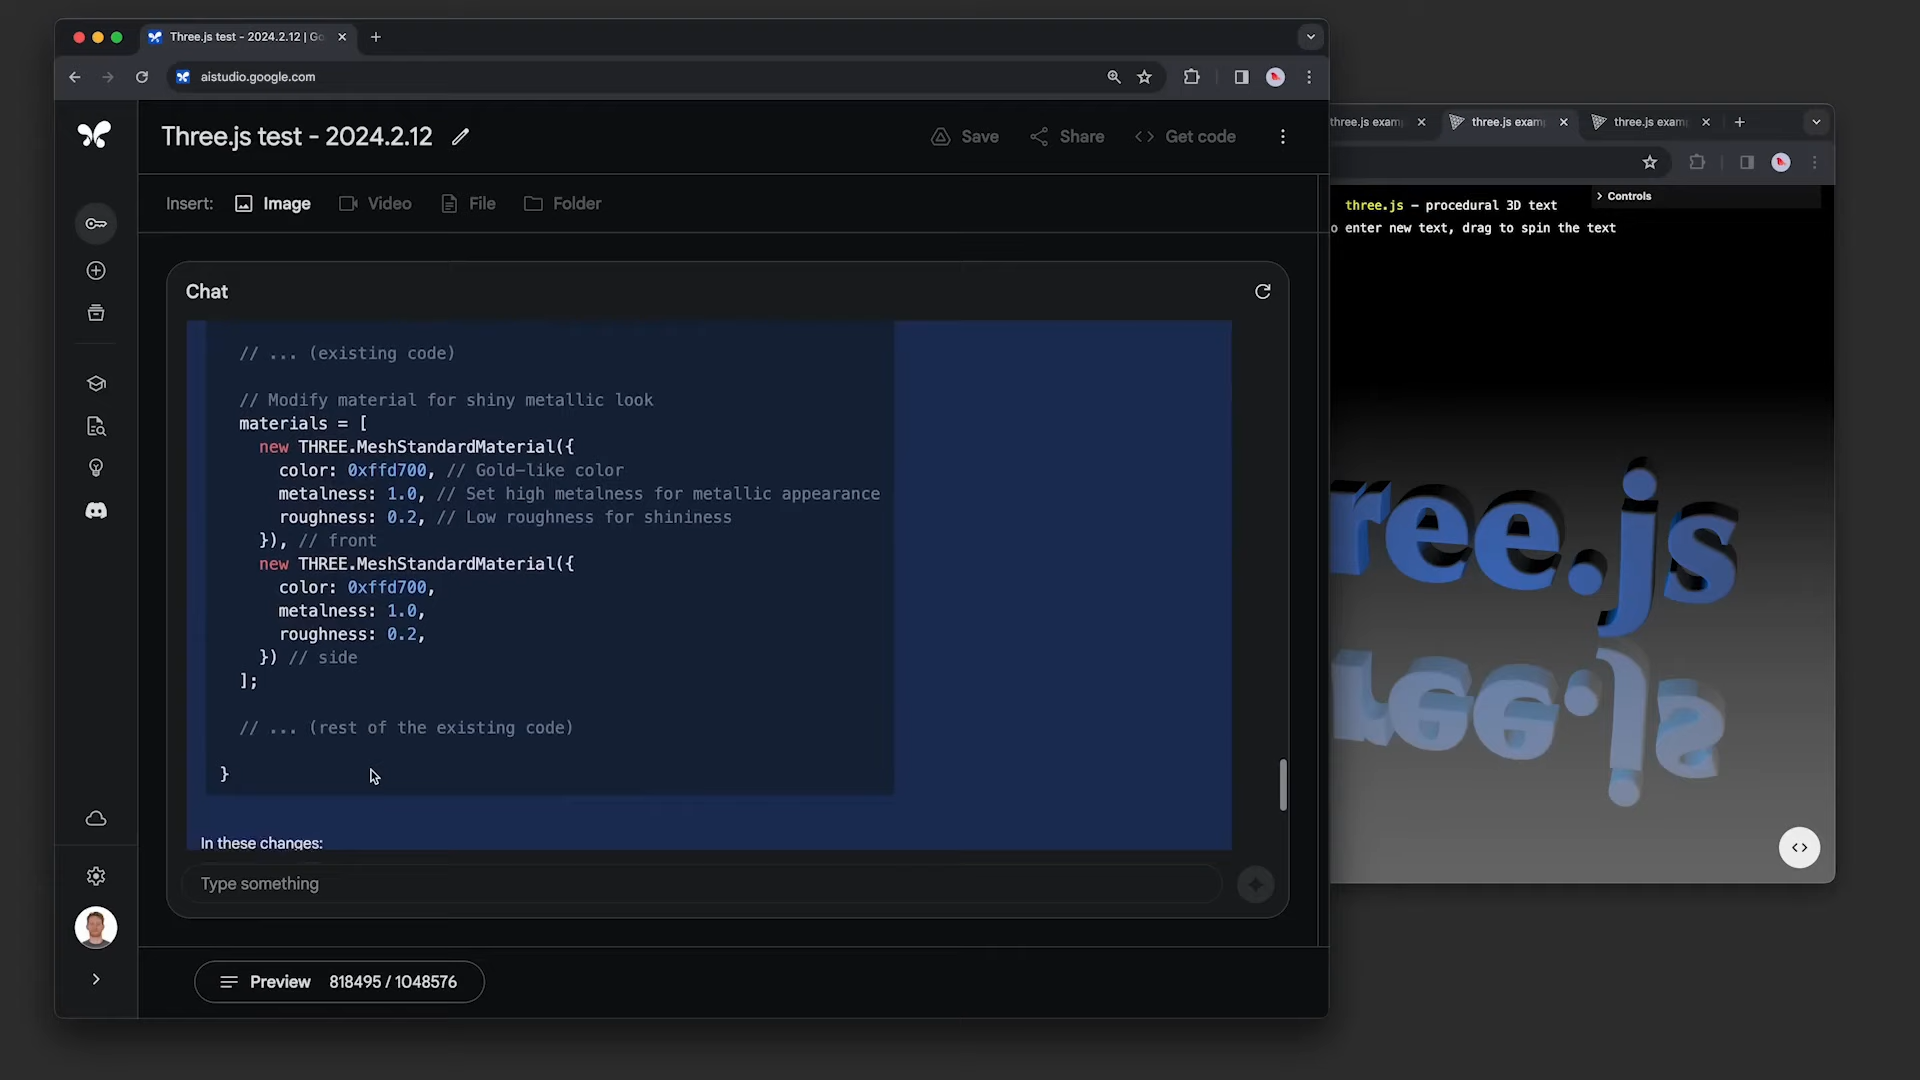 Three.js test - 2024.2.12 | Go
aistudio.google.com
Three.js test - 2024.2.12
Save
Share
Get code
Insert:
Image
Video
File
Folder
Chat
// ... (existing code)
// Modify material for shiny metallic look
materials = [
new THREE.MeshStandardMaterial({
color: 0xffd700, // Gold-like color
metalness: 1.0, // Set high metalness for metallic appearance
roughness: 0.2, // Low roughness for shininess
}), // front
new THREE.MeshStandardMaterial({
color: 0xffd700,
metalness: 1.0,
roughness: 0.2,
}) // side
];
// ... (rest of the existing code)
}
In these changes:
Type something
Preview 818495 / 1048576
three.js exam
three.js exam
three.js exam
Controls
three.js – procedural 3D text
o enter new text, drag to spin the text
ree.js